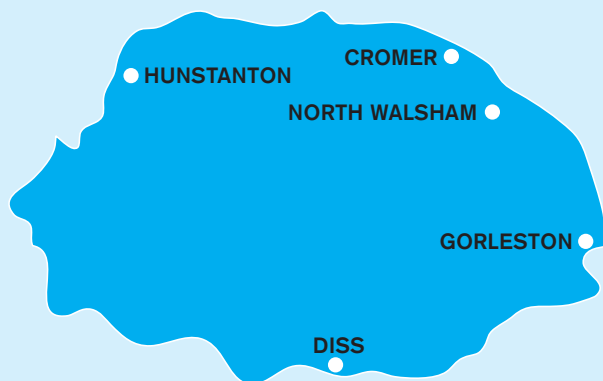 CROMER
HUNSTANTON
NORTH WALSHAM
GORLESTON
DISS